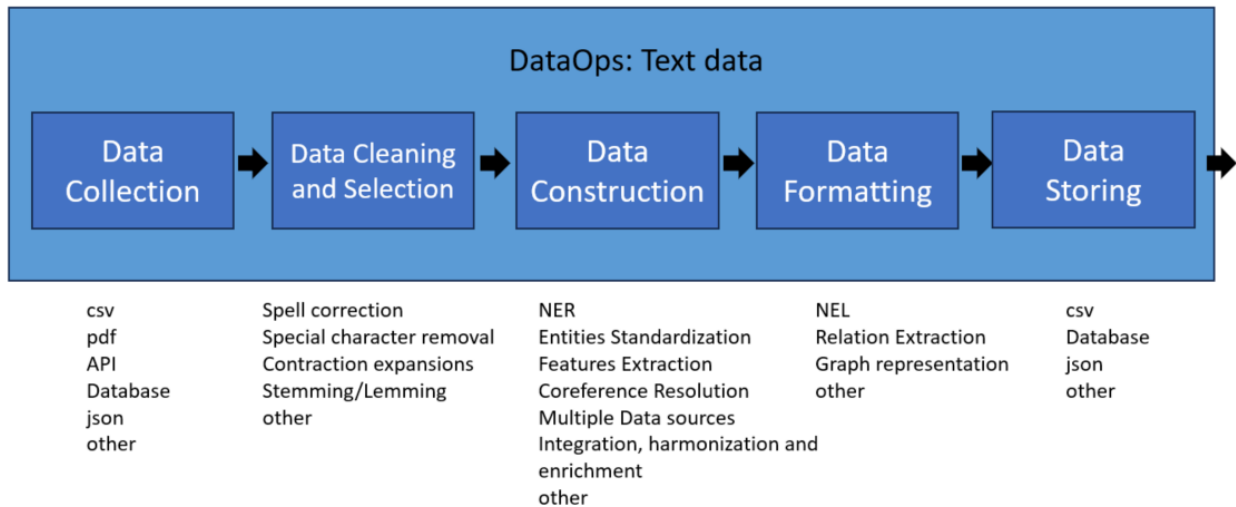 DataOps: Text data
Data
Collection
Data Cleaning
and Selection
Data
Construction
Data
Formatting
Data
Storing
csv
pdf
API
Database
json
other
Spell correction
Special character removal
Contraction expansions
Stemming/Lemming
other
NER
Entities Standardization
Features Extraction
Coreference Resolution
Multiple Data sources
Integration, harmonization and
enrichment
other
NEL
Relation Extraction
Graph representation
other
csv
Database
json
other